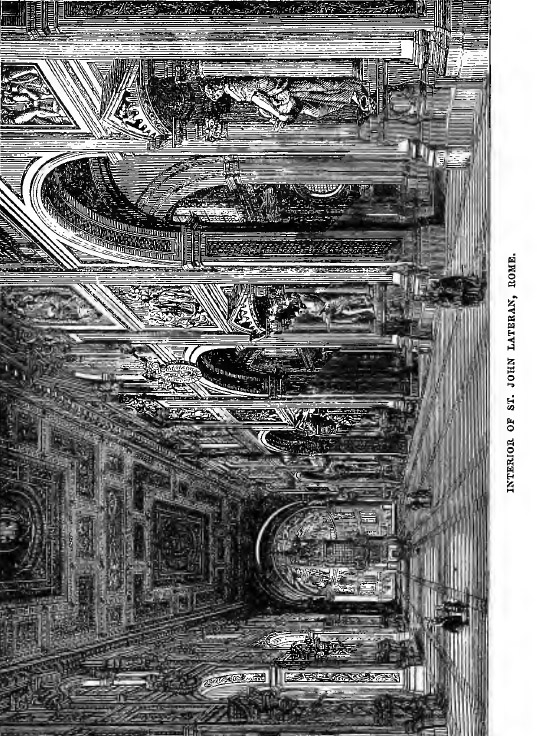 INTERIOR OF ST. JOHN LATERAN, ROME.